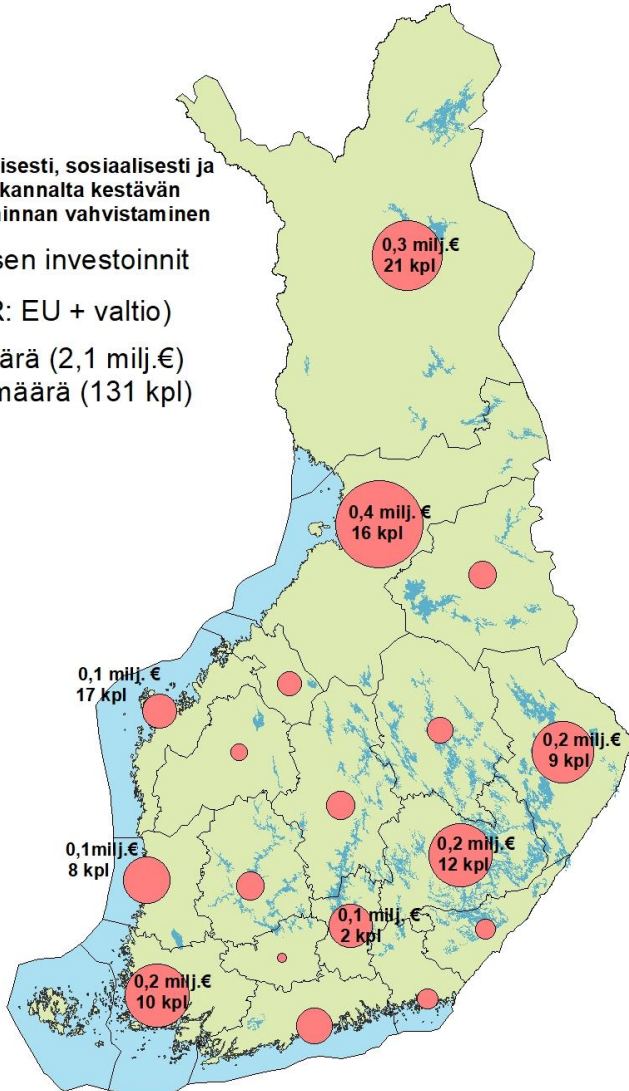 isesti, sosiaalisesti ja
kannalta kestävän
innan vahvistaminen
sen investoinnit
R: EU + valtio)
ärä (2,1 milj.€)
määrä (131 kpl)
0,3 milj.€
21 kpl
0,4 milj. €
16 kpl
0,1 milj. €
17 kpl
0,2 milj.€
9 kpl
0,1milj.€
8 kpl
0,2 milj.€
12 kpl
0,1 milj. €
2 kpl
0,2 milj.€
10 kpl